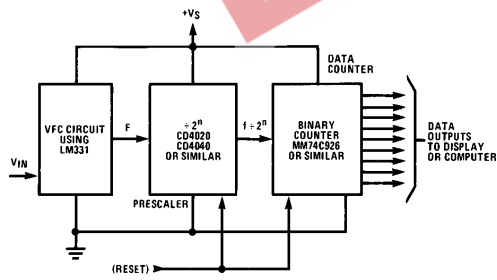 +VS
DATA
COUNTER
VFC CIRCUIT
USING
LM331
F
÷2ⁿ
CD4020
CD4040
OR SIMILAR
f÷2ⁿ
BINARY
COUNTER
MM74C926
OR SIMILAR
DATA
OUTPUTS
TO DISPLAY
OR COMPUTER
VIN
PRESCALER
(RESET)